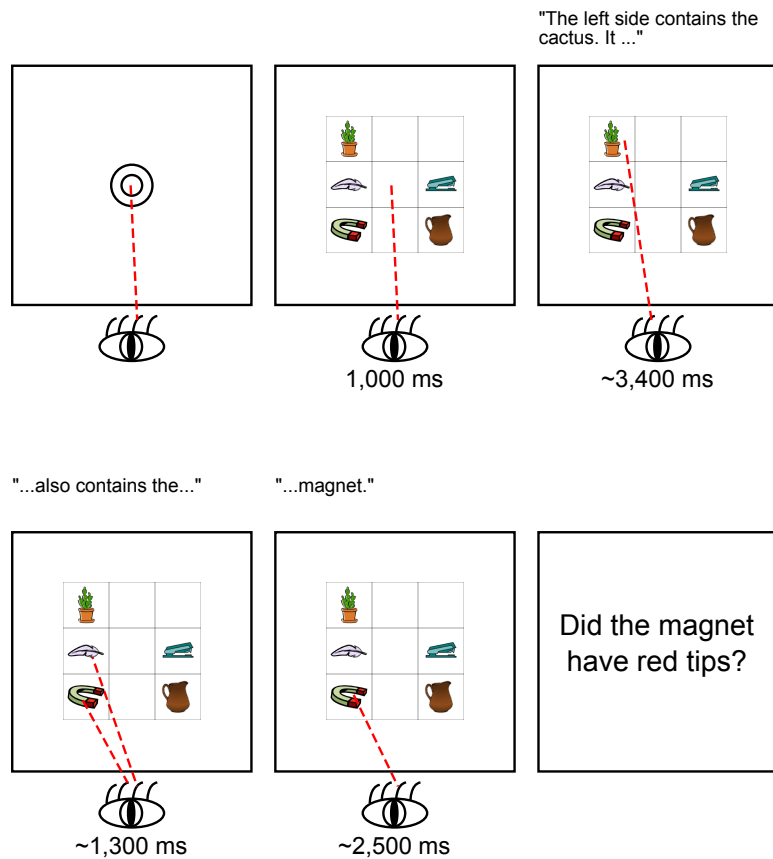 "The left side contains the
cactus. It ..."
1,000 ms
~3,400 ms
"...also contains the..."
"...magnet."
Did the magnet
have red tips?
~1,300 ms
~2,500 ms